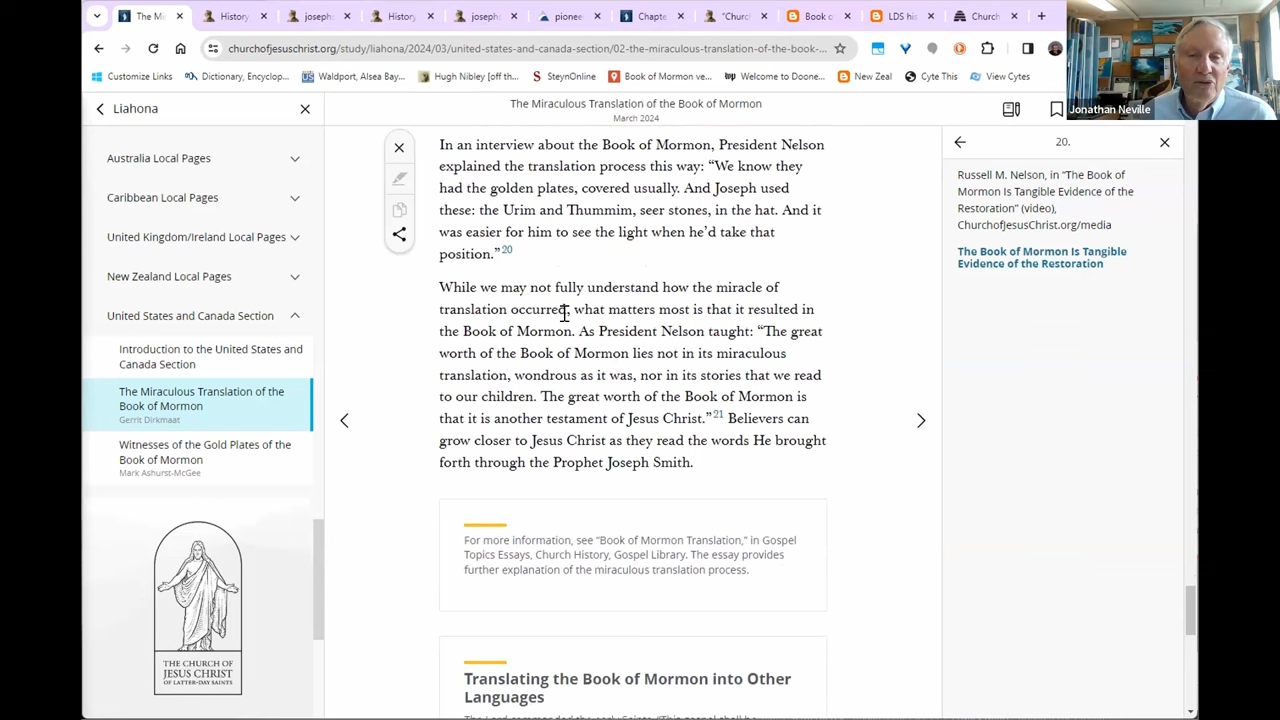 The Mi
History
joseph
History
joseph
pionee
Chapte
"Churc
Book
LDS his
Church
churchofjesuschrist.org/study/liahona/2024/03/united-states-and-canada-section/02-the-miraculous-translation-of-the-book-...
Customize Links
Dictionary, Encyclop...
Waldport, Alsea Bay...
Hugh Nibley [off th...
SteynOnline
Book of Mormon ve...
Welcome to Doone...
New Zeal
Cyte This
View Cytes
Jonathan Neville
Liahona
The Miraculous Translation of the Book of Mormon
March 2024
Australia Local Pages
Caribbean Local Pages
United Kingdom/Ireland Local Pages
New Zealand Local Pages
United States and Canada Section
Introduction to the United States and
Canada Section
The Miraculous Translation of the
Book of Mormon
Gerrit Dirkmaat
Witnesses of the Gold Plates of the
Book of Mormon
Mark Ashurst-McGee
THE CHURCH OF
JESUS CHRIST
OF LATTER-DAY SAINTS
In an interview about the Book of Mormon, President Nelson
explained the translation process this way: “We know they
had the golden plates, covered usually. And Joseph used
these: the Urim and Thummim, seer stones, in the hat. And it
was easier for him to see the light when he’d take that
position.”20
While we may not fully understand how the miracle of
translation occurred, what matters most is that it resulted in
the Book of Mormon. As President Nelson taught: “The great
worth of the Book of Mormon lies not in its miraculous
translation, wondrous as it was, nor in its stories that we read
to our children. The great worth of the Book of Mormon is
that it is another testament of Jesus Christ.”21 Believers can
grow closer to Jesus Christ as they read the words He brought
forth through the Prophet Joseph Smith.
For more information, see “Book of Mormon Translation,” in Gospel
Topics Essays, Church History, Gospel Library. The essay provides
further explanation of the miraculous translation process.
Translating the Book of Mormon into Other
Languages
20.
Russell M. Nelson, in “The Book of
Mormon Is Tangible Evidence of the
Restoration” (video),
ChurchofJesusChrist.org/media
The Book of Mormon Is Tangible
Evidence of the Restoration